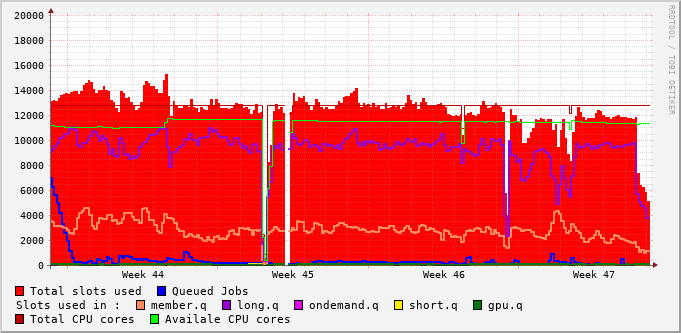 20000
18000
16000
14000
12000
10000
8000
6000
4000
2000
0
Week 44 Week 45 Week 46 Week 47
Total slots used Queued Jobs
Slots used in : member.q long.q ondemand.q short.q gpu.q
Total CPU cores Availale CPU cores
RRDTOOL / TOBI OETIKER